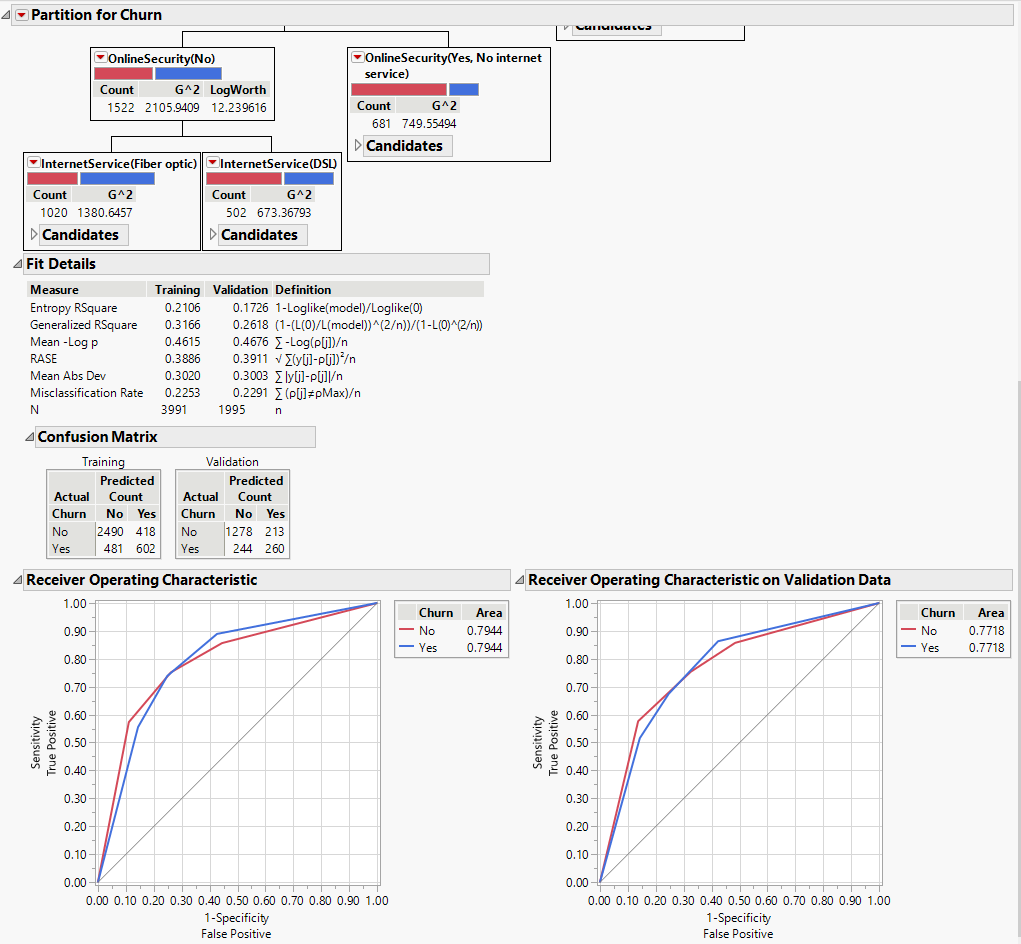 Partition for Churn
Candidates
OnlineSecurity(No)
Count G^2 LogWorth
1522 2105.9409 12.239616
OnlineSecurity(Yes, No internet
service)
Count G^2
681 749.55494
Candidates
InternetService(Fiber optic)
Count G^2
1020 1380.6457
Candidates
InternetService(DSL)
Count G^2
502 673.36793
Candidates
Fit Details
Measure Training Validation Definition
Entropy RSquare 0.2106 0.1726 1-Loglike(model)/Loglike(0)
Generalized RSquare 0.3166 0.2618 (1-(L(0)/L(model))^(2/n))/(1-L(0)^(2/n))
Mean -Log p 0.4615 0.4676 ∑ -Log(ρ[j])/n
RASE 0.3886 0.3911 √ ∑(y[j]-ρ[j])²/n
Mean Abs Dev 0.3020 0.3003 ∑ |y[j]-ρ[j]|/n
Misclassification Rate 0.2253 0.2291 ∑ (ρ[j]≠ρMax)/n
N 3991 1995 n
Confusion Matrix
Training
Predicted
Actual Count
Churn No Yes
No 2490 418
Yes 481 602
Validation
Predicted
Actual Count
Churn No Yes
No 1278 213
Yes 244 260
Receiver Operating Characteristic
1.00
0.90
0.80
0.70
0.60
0.50
0.40
0.30
0.20
0.10
0.00
Sensitivity
True Positive
0.00 0.10 0.20 0.30 0.40 0.50 0.60 0.70 0.80 0.90 1.00
1-Specificity
False Positive
Churn Area
No 0.7944
Yes 0.7944
Receiver Operating Characteristic on Validation Data
1.00
0.90
0.80
0.70
0.60
0.50
0.40
0.30
0.20
0.10
0.00
Sensitivity
True Positive
0.00 0.10 0.20 0.30 0.40 0.50 0.60 0.70 0.80 0.90 1.00
1-Specificity
False Positive
Churn Area
No 0.7718
Yes 0.7718